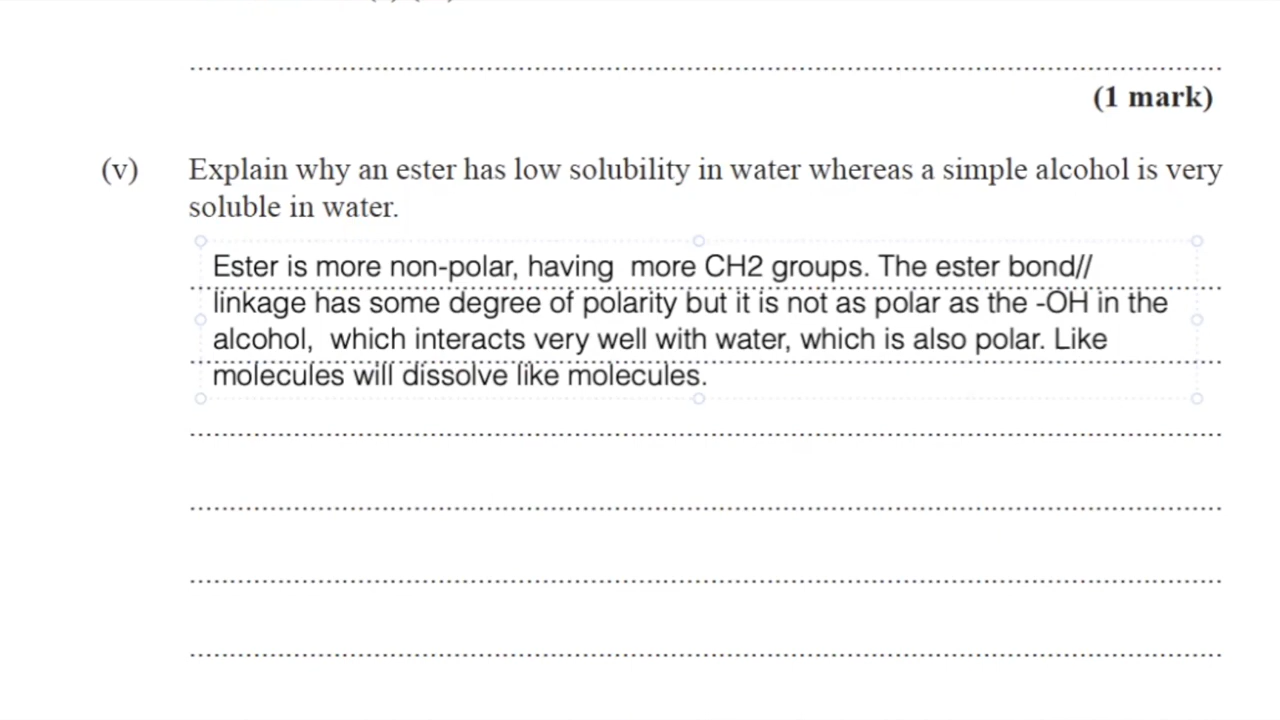 (1 mark)
(v) Explain why an ester has low solubility in water whereas a simple alcohol is very
soluble in water.
Ester is more non-polar, having  more CH2 groups. The ester bond//
linkage has some degree of polarity but it is not as polar as the -OH in the
alcohol,  which interacts very well with water, which is also polar. Like
molecules will dissolve like molecules.